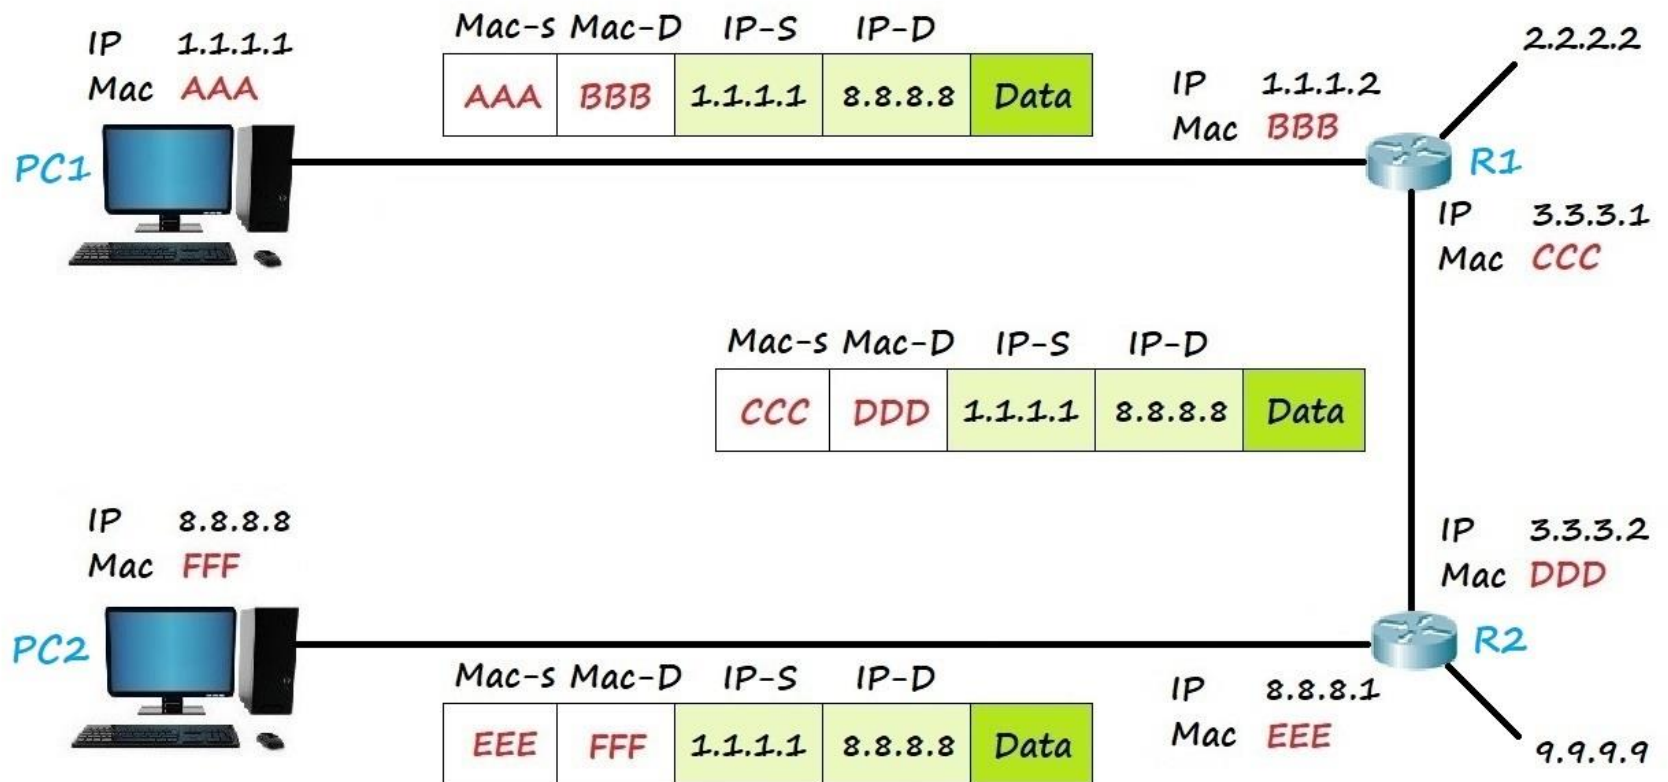 Mac-s Mac-D IP-S IP-D
IP 1.1.1.1
Mac AAA
AAA BBB 1.1.1.1 8.8.8.8 Data
PC1
2.2.2.2
IP 1.1.1.2
Mac BBB
R1
IP 3.3.3.1
Mac CCC
Mac-s Mac-D IP-S IP-D
CCC DDD 1.1.1.1 8.8.8.8 Data
IP 8.8.8.8
Mac FFF
PC2
IP 3.3.3.2
Mac DDD
R2
Mac-s Mac-D IP-S IP-D
EEE FFF 1.1.1.1 8.8.8.8 Data
IP 8.8.8.1
Mac EEE
9.9.9.9